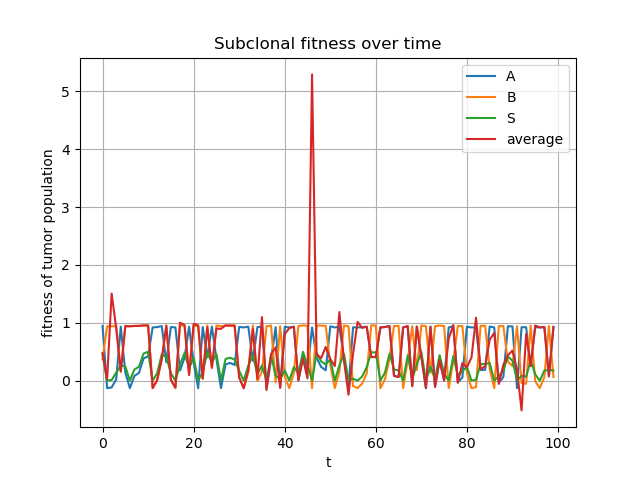 Subclonal fitness over time
fitness of tumor population
5
4
3
2
1
0
A
B
S
average
0 20 40 60 80 100
t